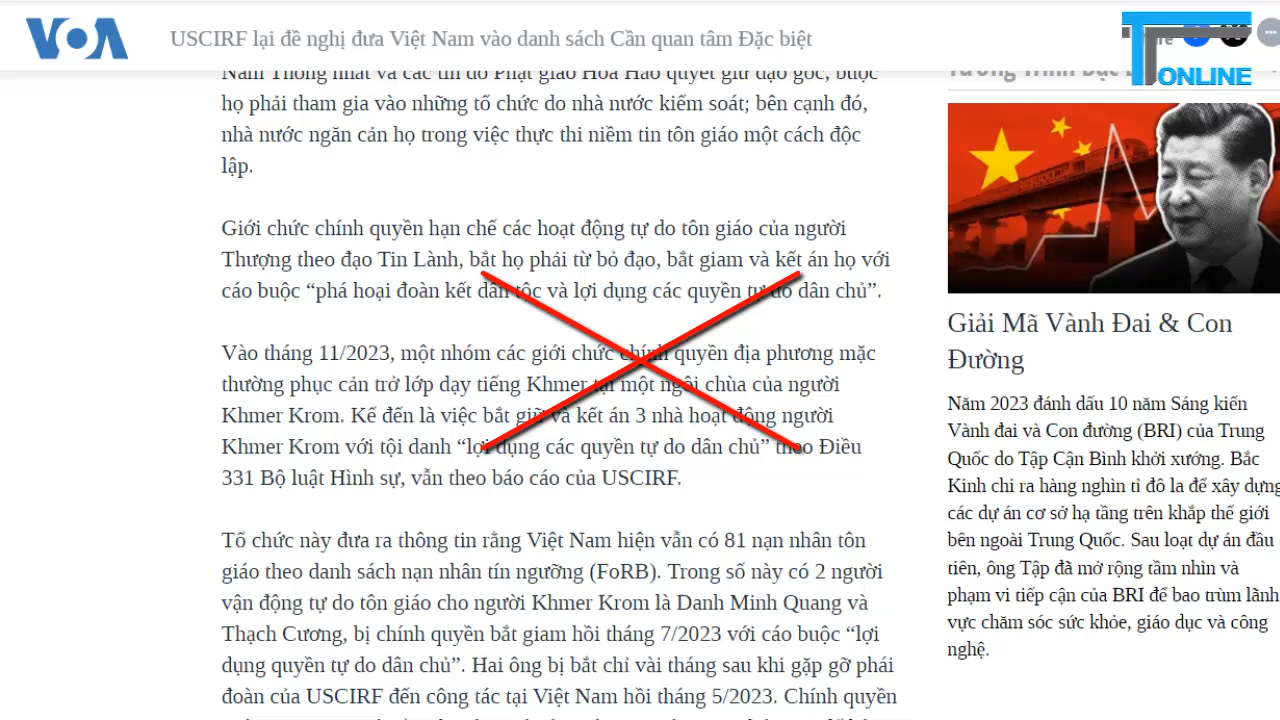 VOA
USCIRF lại đề nghị đưa Việt Nam vào danh sách Cần quan tâm Đặc biệt
ONLINE
Nam Thống nhất và các tín đồ Phật giáo Hòa Hảo quyết giữ đạo gốc, buộc
họ phải tham gia vào những tổ chức do nhà nước kiểm soát; bên cạnh đó,
nhà nước ngăn cản họ trong việc thực thi niềm tin tôn giáo một cách độc
lập.
Giới chức chính quyền hạn chế các hoạt động tự do tôn giáo của người
Thượng theo đạo Tin Lành, bắt họ phải từ bỏ đạo, bắt giam và kết án họ với
cáo buộc “phá hoại đoàn kết dân tộc và lợi dụng các quyền tự do dân chủ”.
Vào tháng 11/2023, một nhóm các giới chức chính quyền địa phương mặc
thường phục cản trở lớp dạy tiếng Khmer tại một ngôi chùa của người
Khmer Krom. Kế đến là việc bắt giữ và kết án 3 nhà hoạt động người
Khmer Krom với tội danh “lợi dụng các quyền tự do dân chủ” theo Điều
331 Bộ luật Hình sự, vẫn theo báo cáo của USCIRF.
Tổ chức này đưa ra thông tin rằng Việt Nam hiện vẫn có 81 nạn nhân tôn
giáo theo danh sách nạn nhân tín ngưỡng (FoRB). Trong số này có 2 người
vận động tự do tôn giáo cho người Khmer Krom là Danh Minh Quang và
Thạch Cương, bị chính quyền bắt giam hồi tháng 7/2023 với cáo buộc “lợi
dụng quyền tự do dân chủ”. Hai ông bị bắt chỉ vài tháng sau khi gặp gỡ phái
đoàn của USCIRF đến công tác tại Việt Nam hồi tháng 5/2023. Chính quyền
Giải Mã Vành Đai & Con
Đường
Năm 2023 đánh dấu 10 năm Sáng kiến
Vành đai và Con đường (BRI) của Trung
Quốc do Tập Cận Bình khởi xướng. Bắc
Kinh chi ra hàng nghìn tỉ đô la để xây dựng
các dự án cơ sở hạ tầng trên khắp thế giới
bên ngoài Trung Quốc. Sau loạt dự án đầu
tiên, ông Tập đã mở rộng tầm nhìn và
phạm vi tiếp cận của BRI để bao trùm lãnh
vực chăm sóc sức khỏe, giáo dục và công
nghệ.